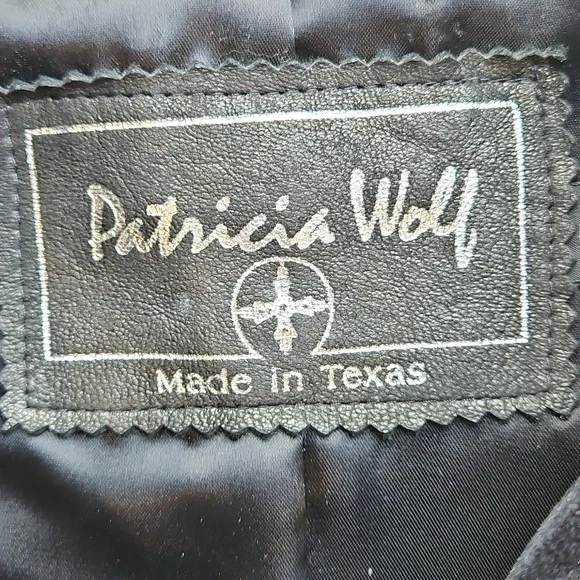 Patricia Wolf
Made in Texas